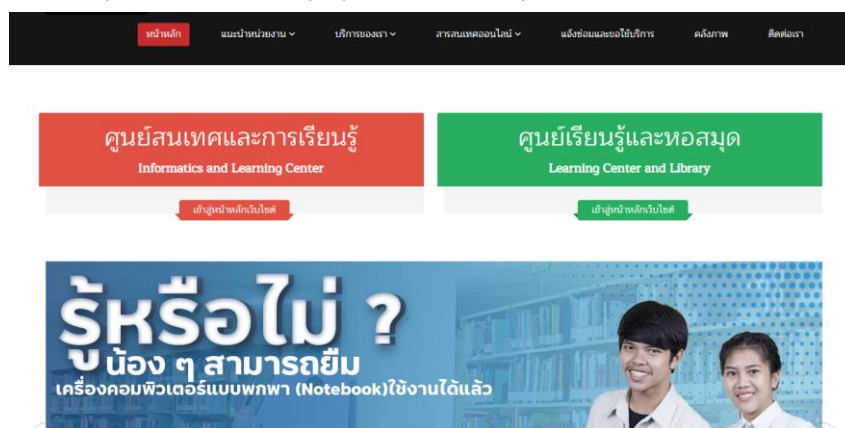 หน้าหลัก แนะนำหน่วยงาน บริการของเรา สารสนเทศออนไลน์ แจ้งซ่อมและขอใช้บริการ คลังภาพ ติดต่อเรา
ศูนย์สนเทศและการเรียนรู้
Informatics and Learning Center
เข้าสู่หน้าหลักเว็บไซต์
ศูนย์เรียนรู้และหอสมุด
Learning Center and Library
เข้าสู่หน้าหลักเว็บไซต์
รู้หรือไม่ ?
น้อง ๆ สามารถยืม
เครื่องคอมพิวเตอร์แบบพกพา (Notebook)ใช้งานได้แล้ว